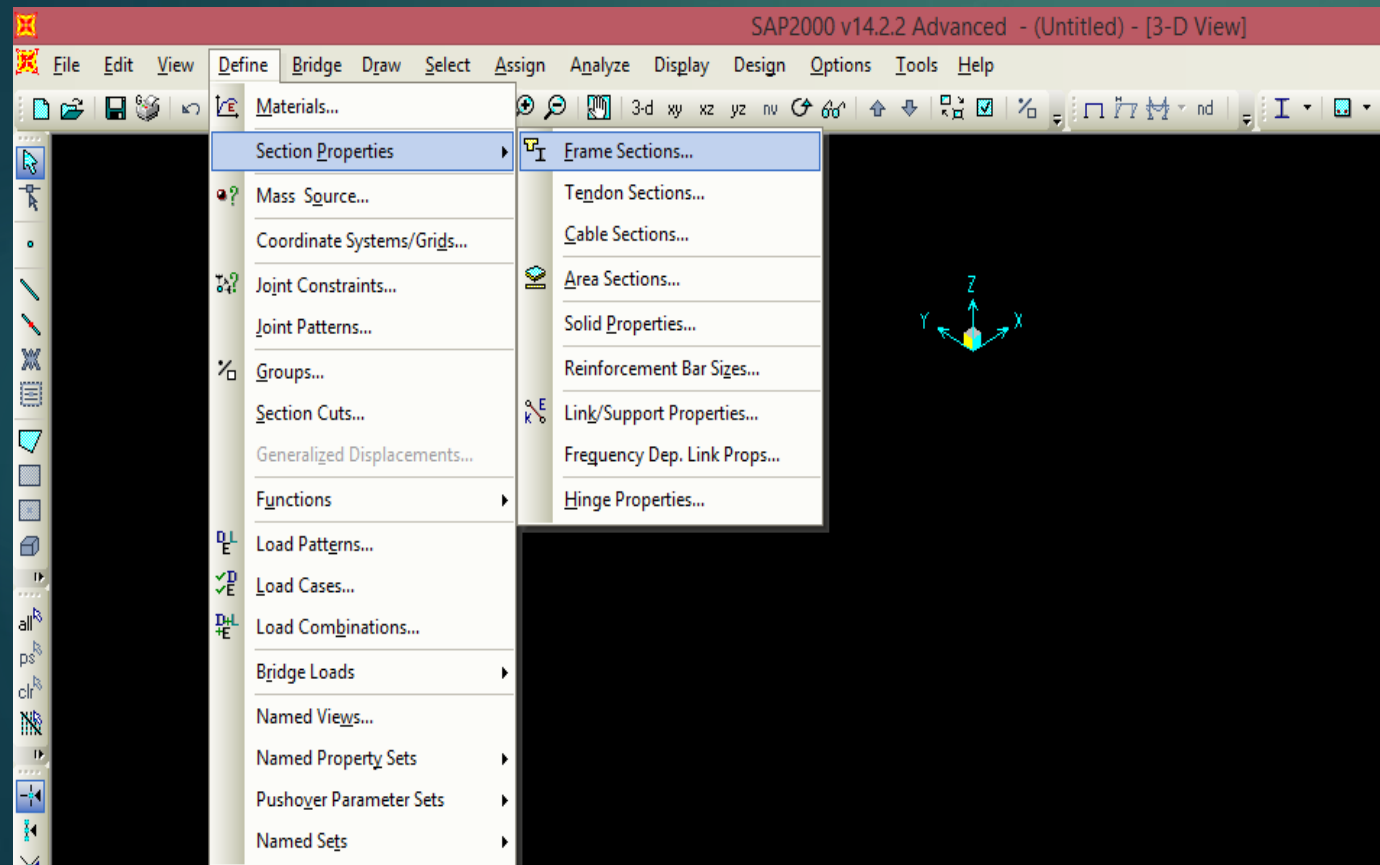 SAP2000 v14.2.2 Advanced - (Untitled) - [3-D View]
File Edit View Define Bridge Draw Select Assign Analyze Display Design Options Tools Help
3-d xy xz yz nv nd
Materials...
Section Properties
Mass Source...
Coordinate Systems/Grids...
Joint Constraints...
Joint Patterns...
Groups...
Section Cuts...
Generalized Displacements...
Functions
Load Patterns...
Load Cases...
Load Combinations...
Bridge Loads
Named Views...
Named Property Sets
Pushover Parameter Sets
Named Sets
Frame Sections...
Tendon Sections...
Cable Sections...
Area Sections...
Solid Properties...
Reinforcement Bar Sizes...
Link/Support Properties...
Frequency Dep. Link Props...
Hinge Properties...
Z
Y X
all
ps
clr